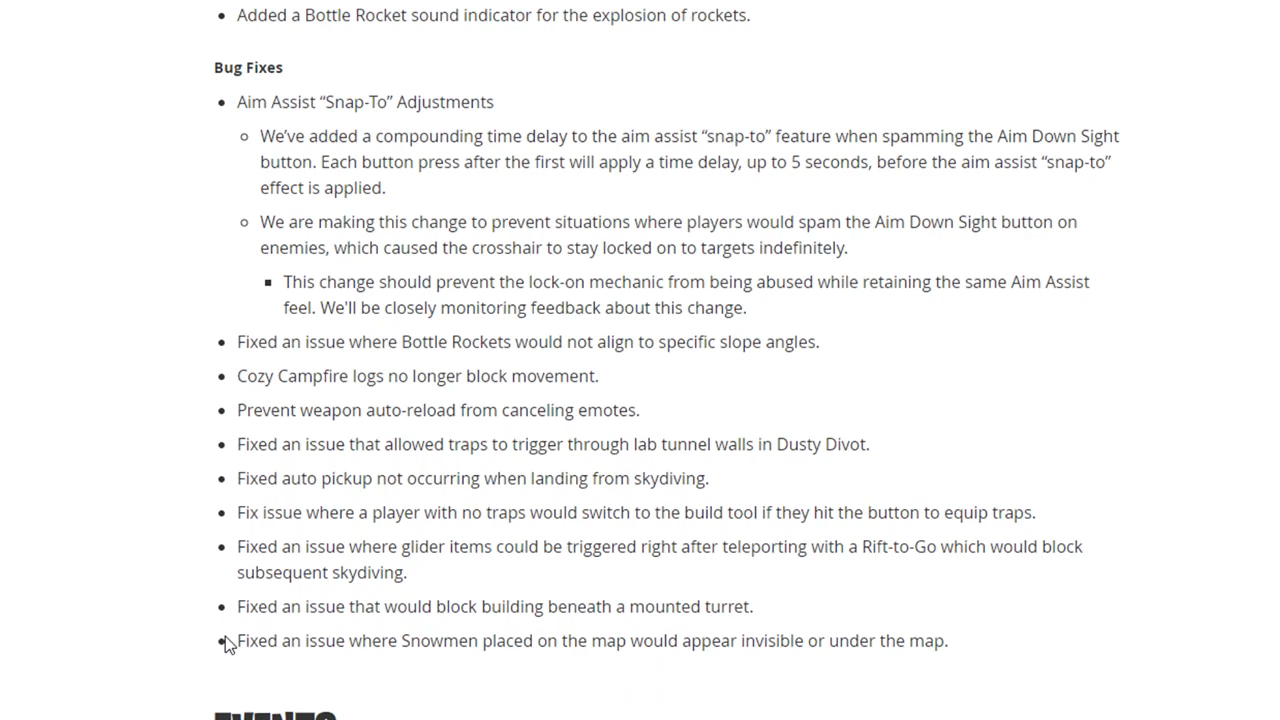 Added a Bottle Rocket sound indicator for the explosion of rockets.
Bug Fixes
Aim Assist “Snap-To” Adjustments
We’ve added a compounding time delay to the aim assist “snap-to” feature when spamming the Aim Down Sight
button. Each button press after the first will apply a time delay, up to 5 seconds, before the aim assist “snap-to”
effect is applied.
We are making this change to prevent situations where players would spam the Aim Down Sight button on
enemies, which caused the crosshair to stay locked on to targets indefinitely.
This change should prevent the lock-on mechanic from being abused while retaining the same Aim Assist
feel. We'll be closely monitoring feedback about this change.
Fixed an issue where Bottle Rockets would not align to specific slope angles.
Cozy Campfire logs no longer block movement.
Prevent weapon auto-reload from canceling emotes.
Fixed an issue that allowed traps to trigger through lab tunnel walls in Dusty Divot.
Fixed auto pickup not occurring when landing from skydiving.
Fix issue where a player with no traps would switch to the build tool if they hit the button to equip traps.
Fixed an issue where glider items could be triggered right after teleporting with a Rift-to-Go which would block
subsequent skydiving.
Fixed an issue that would block building beneath a mounted turret.
Fixed an issue where Snowmen placed on the map would appear invisible or under the map.
EVENTS